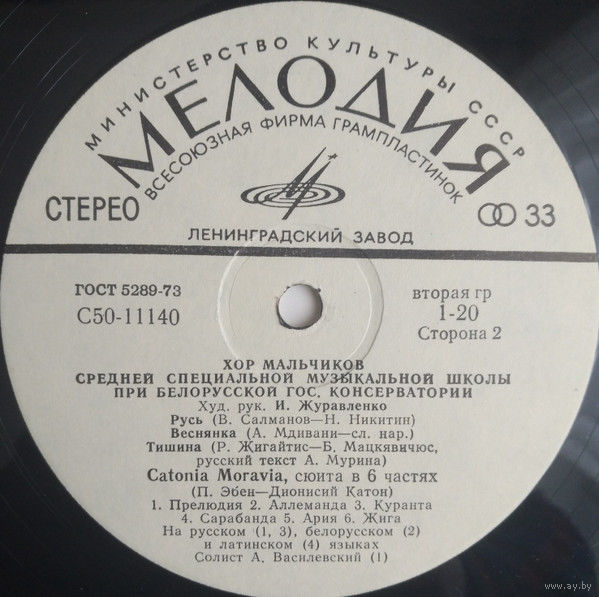 МИНИСТЕРСТВО КУЛЬТУРЫ СССР
МЕЛОДИЯ
ВСЕСОЮЗНАЯ ФИРМА ГРАМПЛАСТИНОК
СТЕРЕО
33
ЛЕНИНГРАДСКИЙ ЗАВОД
ГОСТ 5289-73
вторая гр
С50-11140
1-20
Сторона 2
ХОР МАЛЬЧИКОВ
СРЕДНЕЙ СПЕЦИАЛЬНОЙ МУЗЫКАЛЬНОЙ ШКОЛЫ
ПРИ БЕЛОРУССКОЙ ГОС. КОНСЕРВАТОРИИ
Худ. рук. И. Журавленко
Русь (В. Салманов—Н. Никитин)
Веснянка (А. Мдивани—сл. нар.)
Тишина (Р. Жигайтис—Б. Мацкявичюс,
русский текст А. Мурина)
Catonia Moravia, сюита в 6 частях
(П. Эбен—Дионисий Катон)
1. Прелюдия 2. Аллеманда 3. Куранта
4. Сарабанда 5. Ария 6. Жига
На русском (1, 3), белорусском (2)
и латинском (4) языках
Солист А. Василевский (1)
www.ay.by